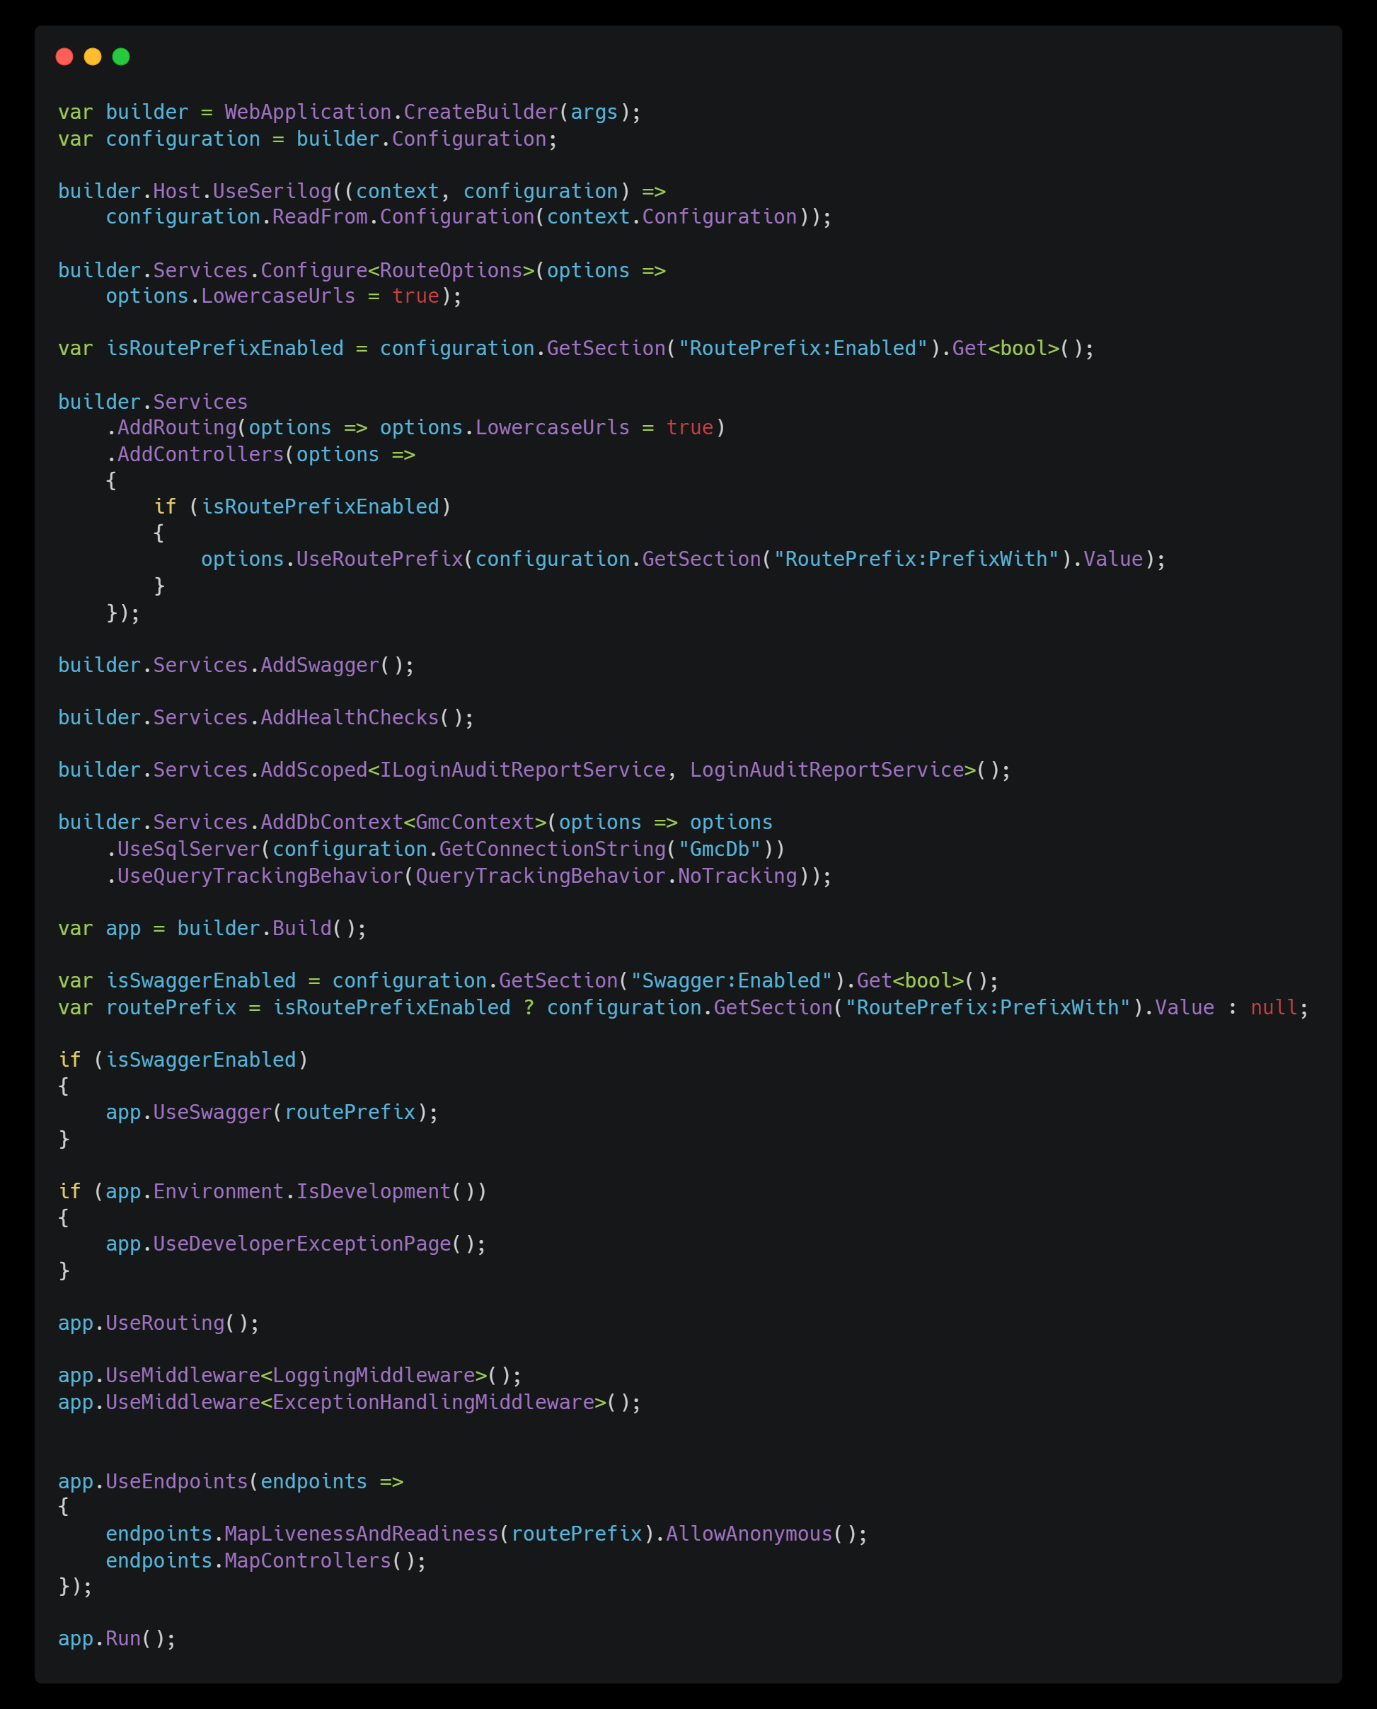 var builder = WebApplication.CreateBuilder(args);
var configuration = builder.Configuration;

builder.Host.UseSerilog((context, configuration) =>
    configuration.ReadFrom.Configuration(context.Configuration));

builder.Services.Configure<RouteOptions>(options =>
    options.LowercaseUrls = true);

var isRoutePrefixEnabled = configuration.GetSection("RoutePrefix:Enabled").Get<bool>();

builder.Services
    .AddRouting(options => options.LowercaseUrls = true)
    .AddControllers(options =>
    {
        if (isRoutePrefixEnabled)
        {
            options.UseRoutePrefix(configuration.GetSection("RoutePrefix:PrefixWith").Value);
        }
    });

builder.Services.AddSwagger();

builder.Services.AddHealthChecks();

builder.Services.AddScoped<ILoginAuditReportService, LoginAuditReportService>();

builder.Services.AddDbContext<GmcContext>(options => options
    .UseSqlServer(configuration.GetConnectionString("GmcDb"))
    .UseQueryTrackingBehavior(QueryTrackingBehavior.NoTracking));

var app = builder.Build();

var isSwaggerEnabled = configuration.GetSection("Swagger:Enabled").Get<bool>();
var routePrefix = isRoutePrefixEnabled ? configuration.GetSection("RoutePrefix:PrefixWith").Value : null;

if (isSwaggerEnabled)
{
    app.UseSwagger(routePrefix);
}

if (app.Environment.IsDevelopment())
{
    app.UseDeveloperExceptionPage();
}

app.UseRouting();

app.UseMiddleware<LoggingMiddleware>();
app.UseMiddleware<ExceptionHandlingMiddleware>();


app.UseEndpoints(endpoints =>
{
    endpoints.MapLivenessAndReadiness(routePrefix).AllowAnonymous();
    endpoints.MapControllers();
});

app.Run();